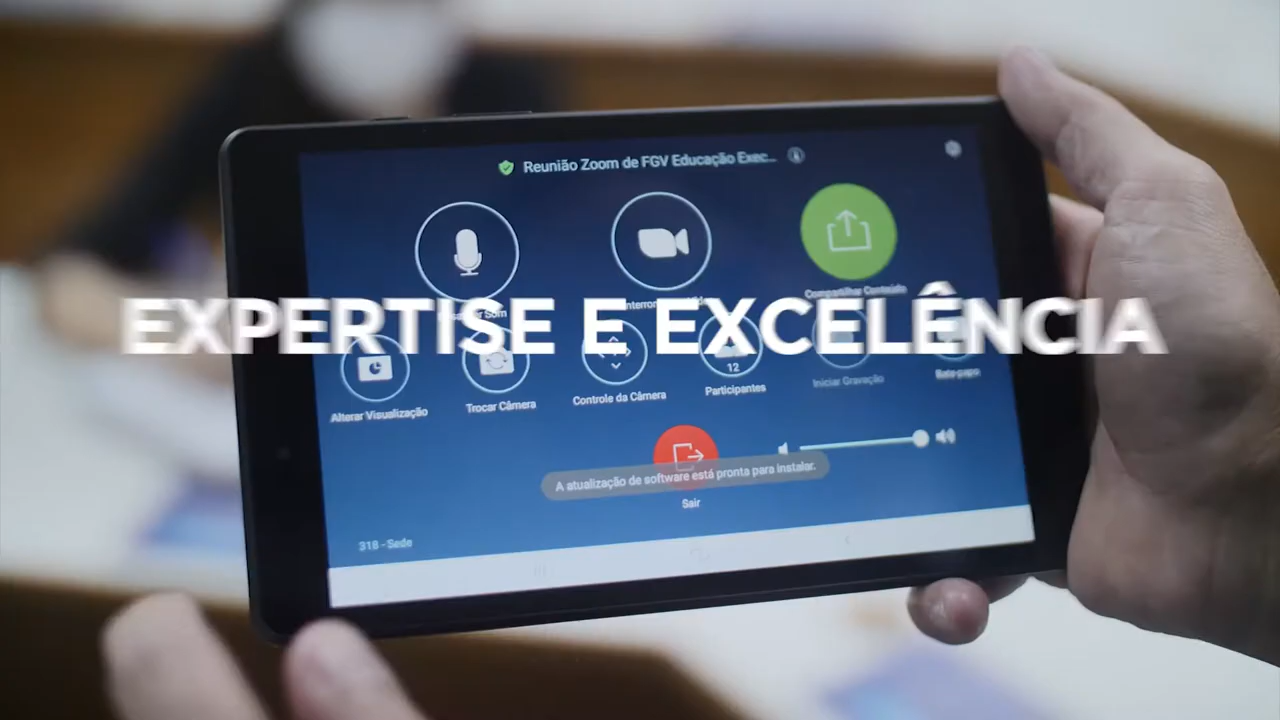 Reunião Zoom de FGV Educação Exec...
Compartilhar Conteúdo
EXPERTISE E EXCELÊNCIA
12
Alterar Visualização
Trocar Câmera
Controle da Câmera
Participantes
Iniciar Gravação
Bate-papo
A atualização de software está pronta para instalar.
Sair
318 - Sede